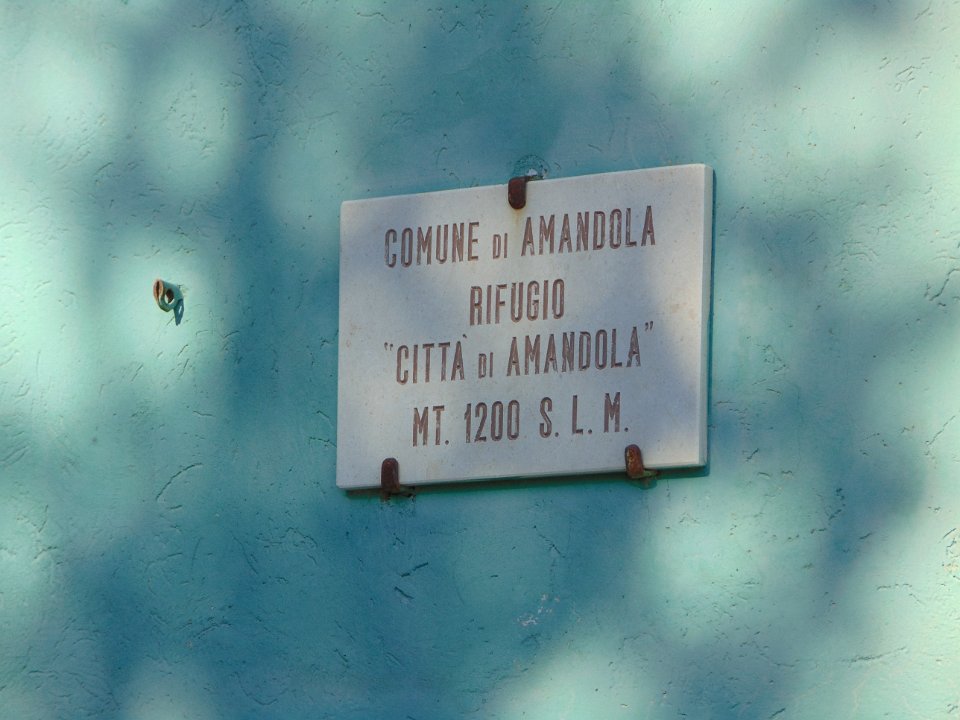 COMUNE DI AMANDOLA
RIFUGIO
"CITTÀ DI AMANDOLA"
MT. 1200 S. L. M.